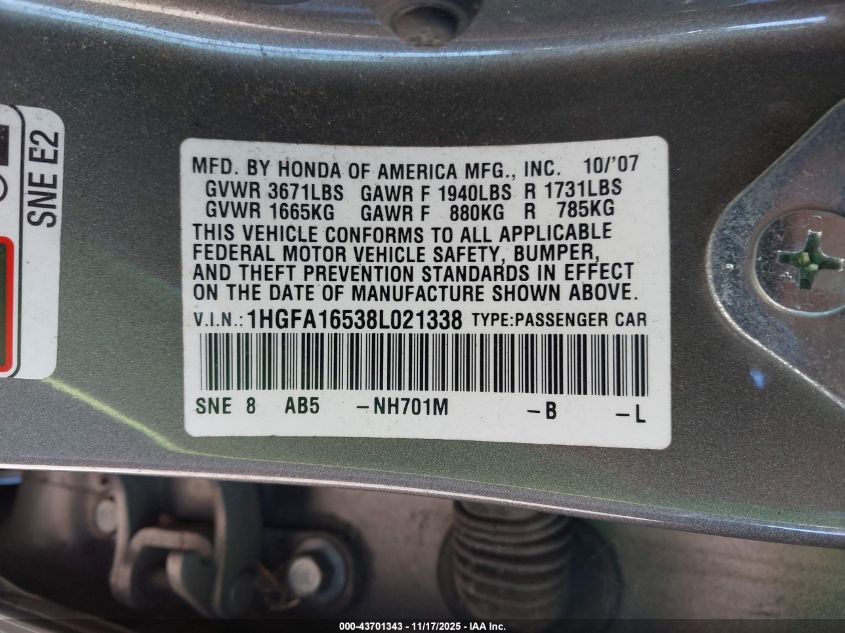 SNE E2
MFD. BY HONDA OF AMERICA MFG., INC. 10/'07
GVWR 3671LBS GAWR F 1940LBS R 1731LBS
GVWR 1665KG GAWR F 880KG R 785KG
THIS VEHICLE CONFORMS TO ALL APPLICABLE
FEDERAL MOTOR VEHICLE SAFETY, BUMPER,
AND THEFT PREVENTION STANDARDS IN EFFECT
ON THE DATE OF MANUFACTURE SHOWN ABOVE.
V.I.N.: 1HGFA16538L021338 TYPE:PASSENGER CAR
SNE 8 AB5 -NH701M -B -L
000-43701343 - 11/17/2025 - IAA Inc.